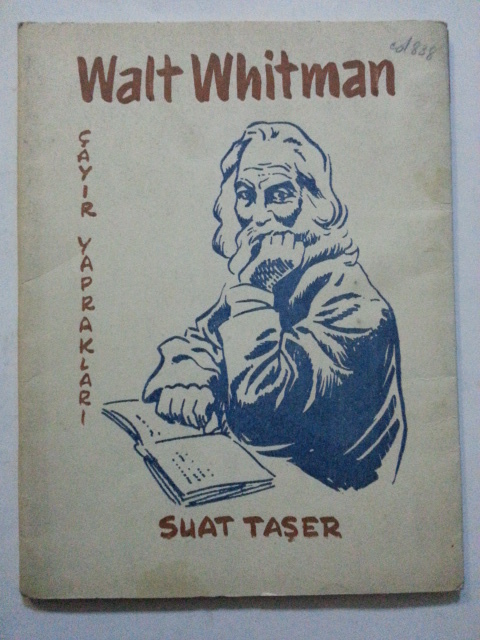 Walt Whitman
ÇAYIR YAPRAKLARI
SUAT TAŞER